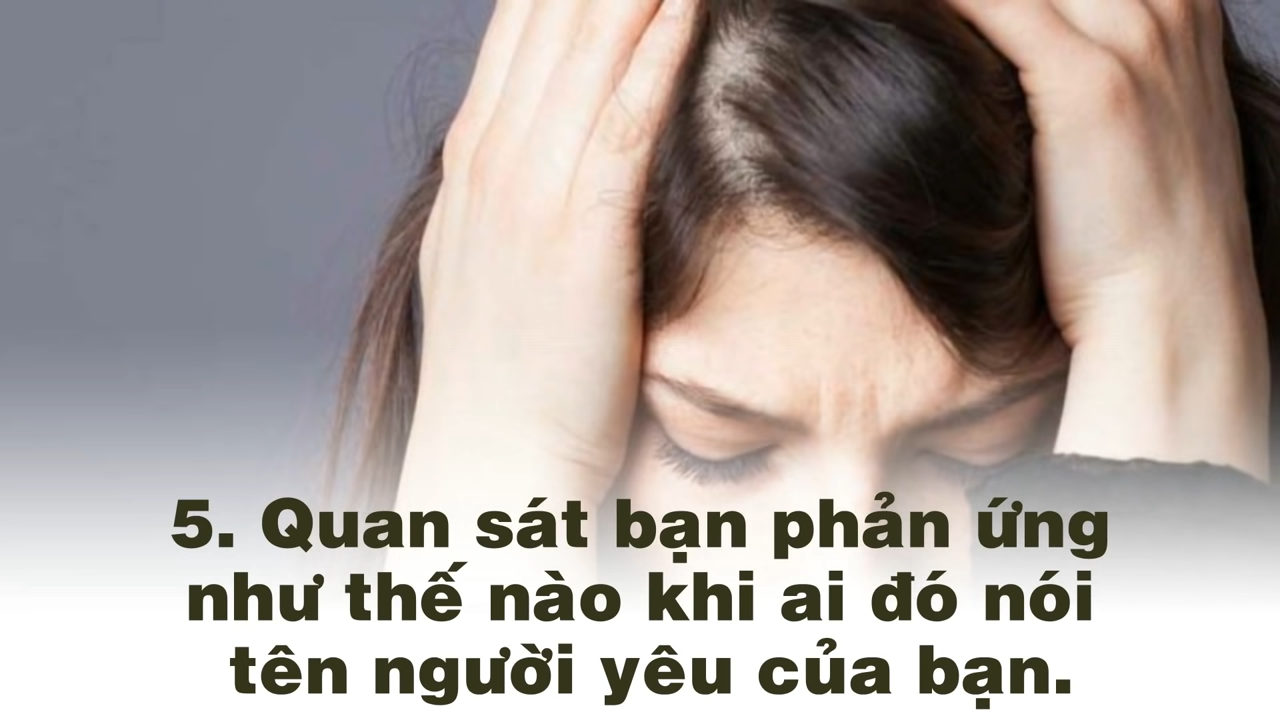 5. Quan sát bạn phản ứng
như thế nào khi ai đó nói
tên người yêu của bạn.